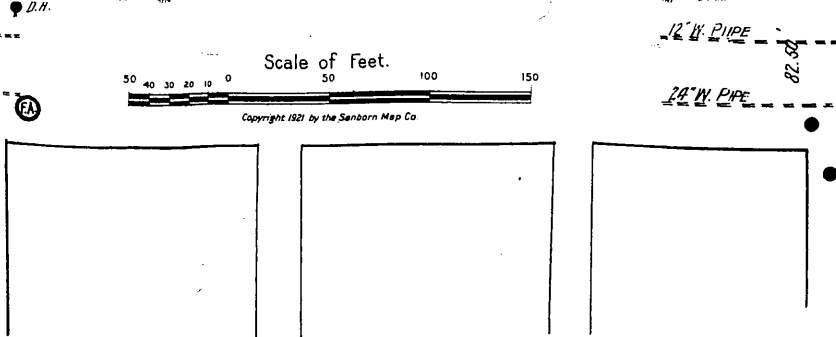 D.H.
12" W. PIIPE
82.50
Scale of Feet.
50 40 30 20 10 0 50 100 150
24" W. PIPE
F.A.
Copyright 1921 by the Sanborn Map Co.